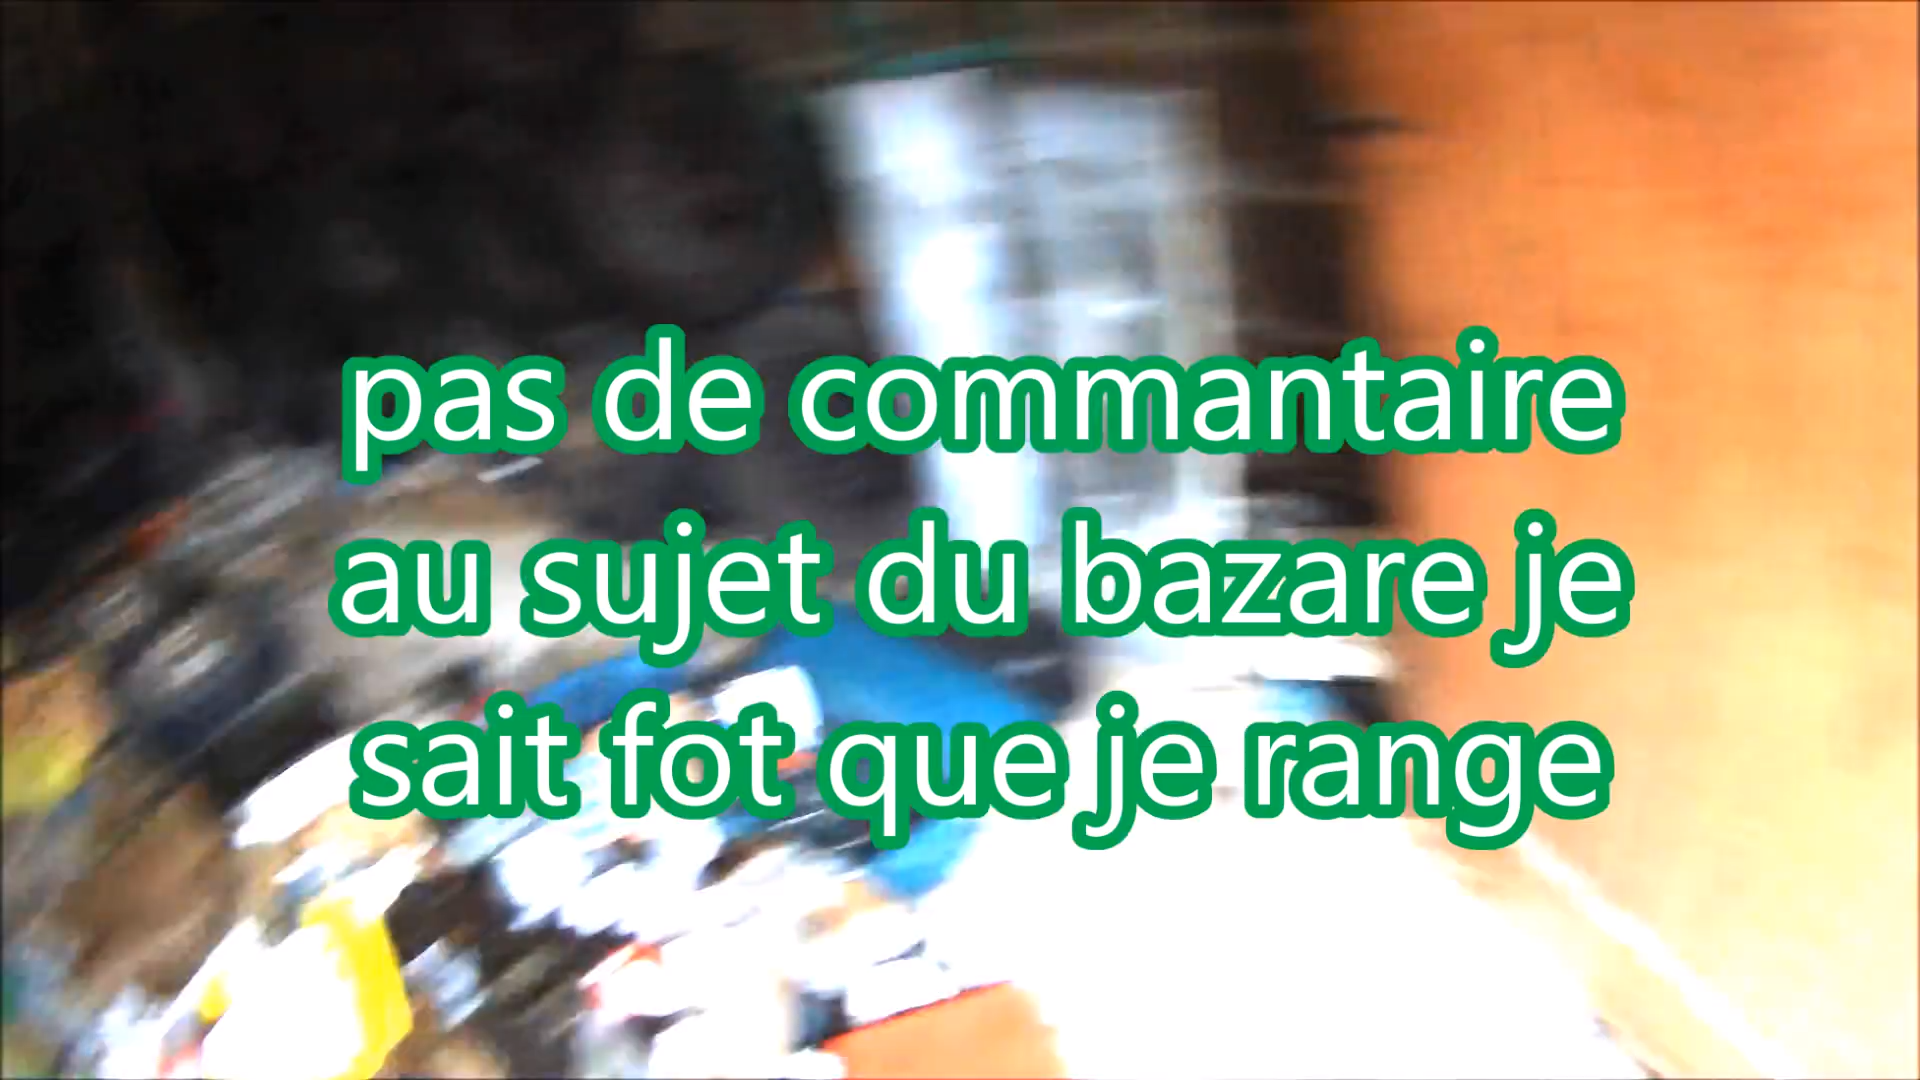 pas de commantaire
au sujet du bazare je
sait fot que je range